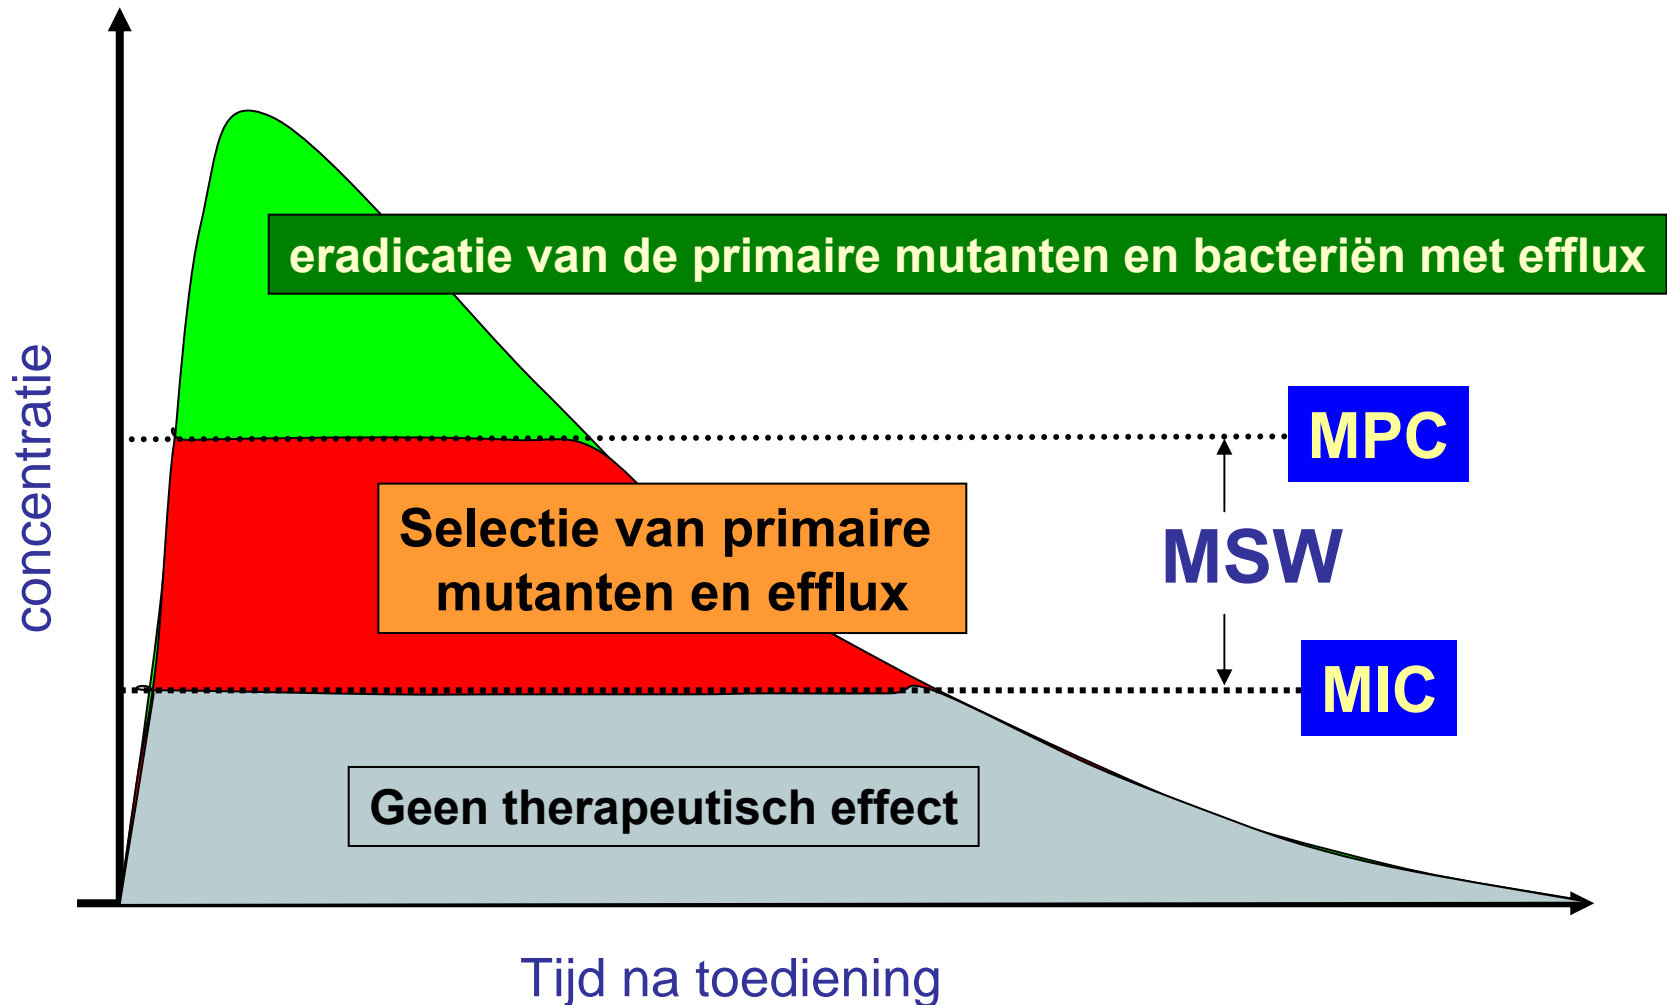 eradicatie van de primaire mutanten en bacteriën met efflux
concentratie
MPC
Selectie van primaire
mutanten en efflux
MSW
MIC
Geen therapeutisch effect
Tijd na toediening